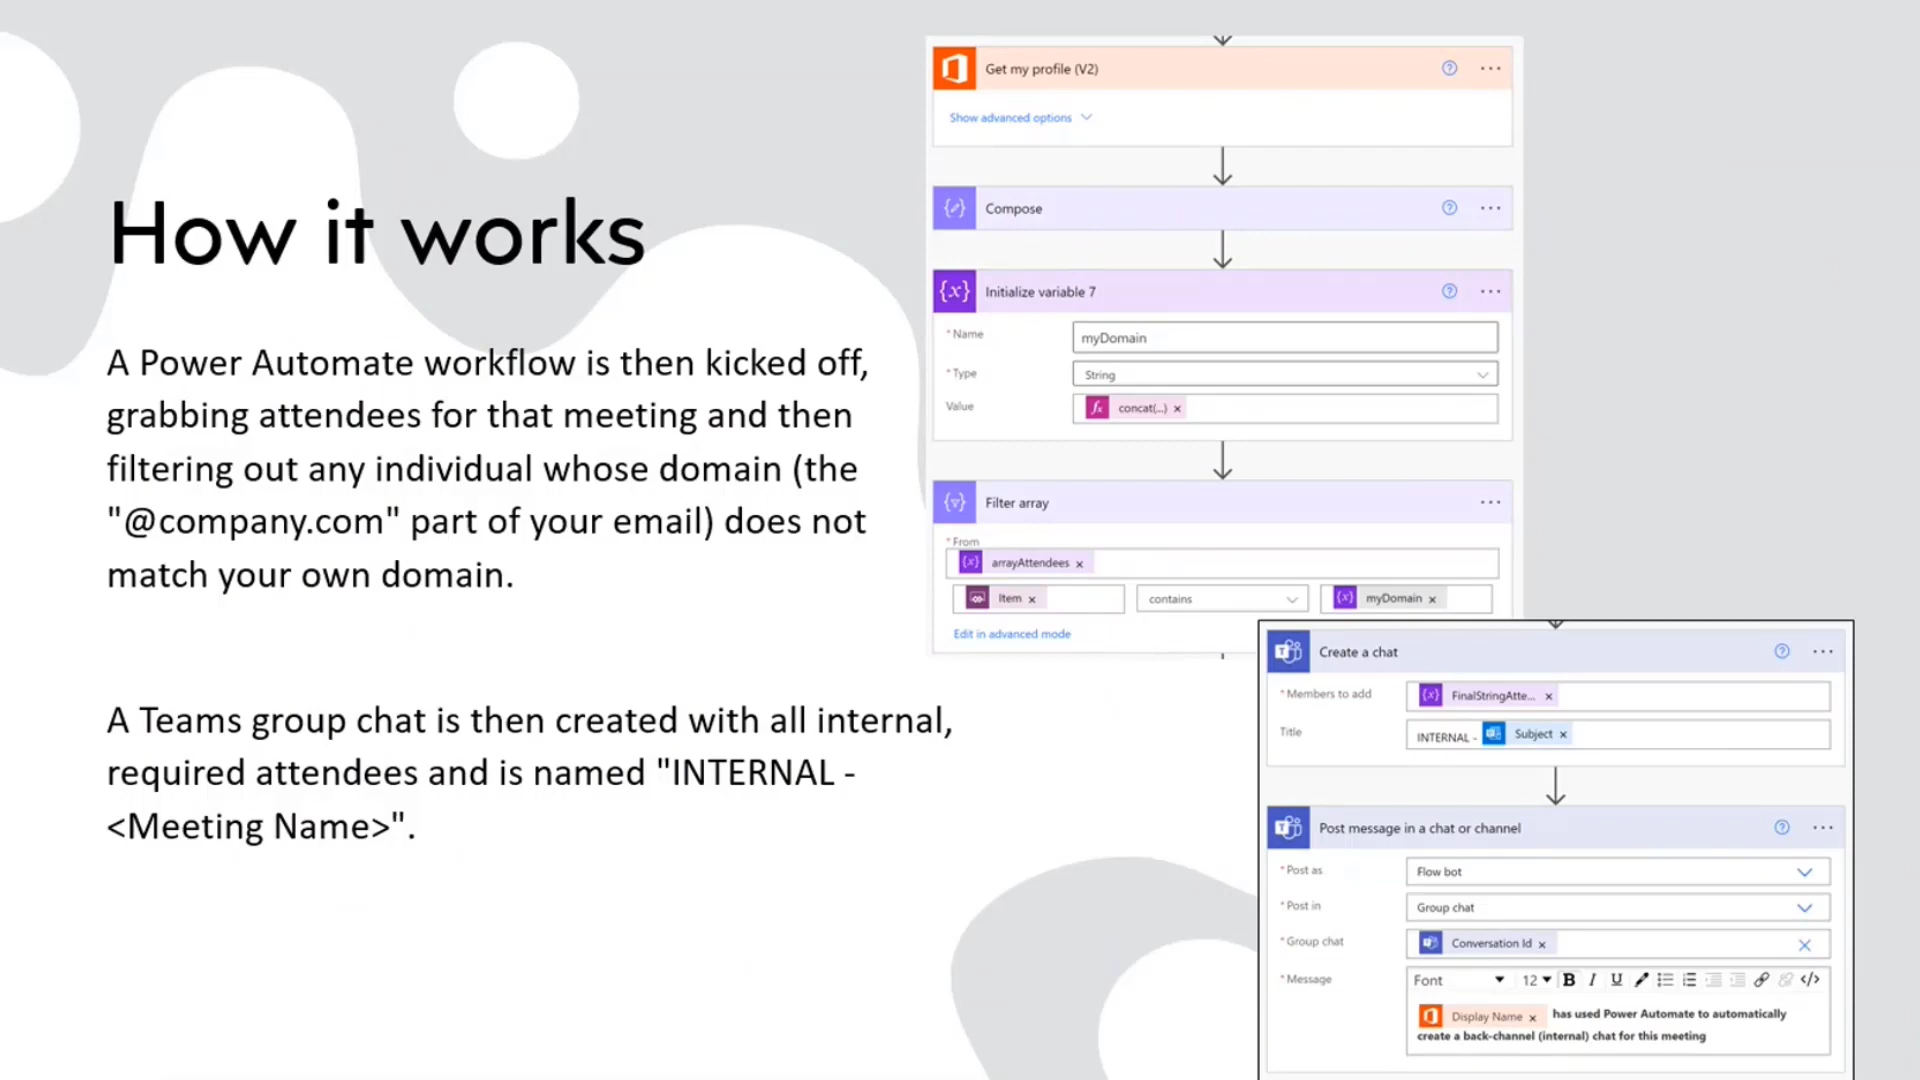 How it works
A Power Automate workflow is then kicked off,
grabbing attendees for that meeting and then
filtering out any individual whose domain (the
"@company.com" part of your email) does not
match your own domain.
A Teams group chat is then created with all internal,
required attendees and is named "INTERNAL -
<Meeting Name>".
Get my profile (V2)
Show advanced options
Compose
Initialize variable 7
* Name
myDomain
* Type
String
Value
concat(...) ×
Filter array
* From
arrayAttendees ×
Item ×
contains
myDomain ×
Edit in advanced mode
Create a chat
* Members to add
FinalStringAtte... ×
Title
INTERNAL - Subject ×
Post message in a chat or channel
* Post as
Flow bot
* Post in
Group chat
* Group chat
Conversation Id ×
* Message
Font 12 B I U </>
Display Name × has used Power Automate to automatically
create a back-channel (internal) chat for this meeting